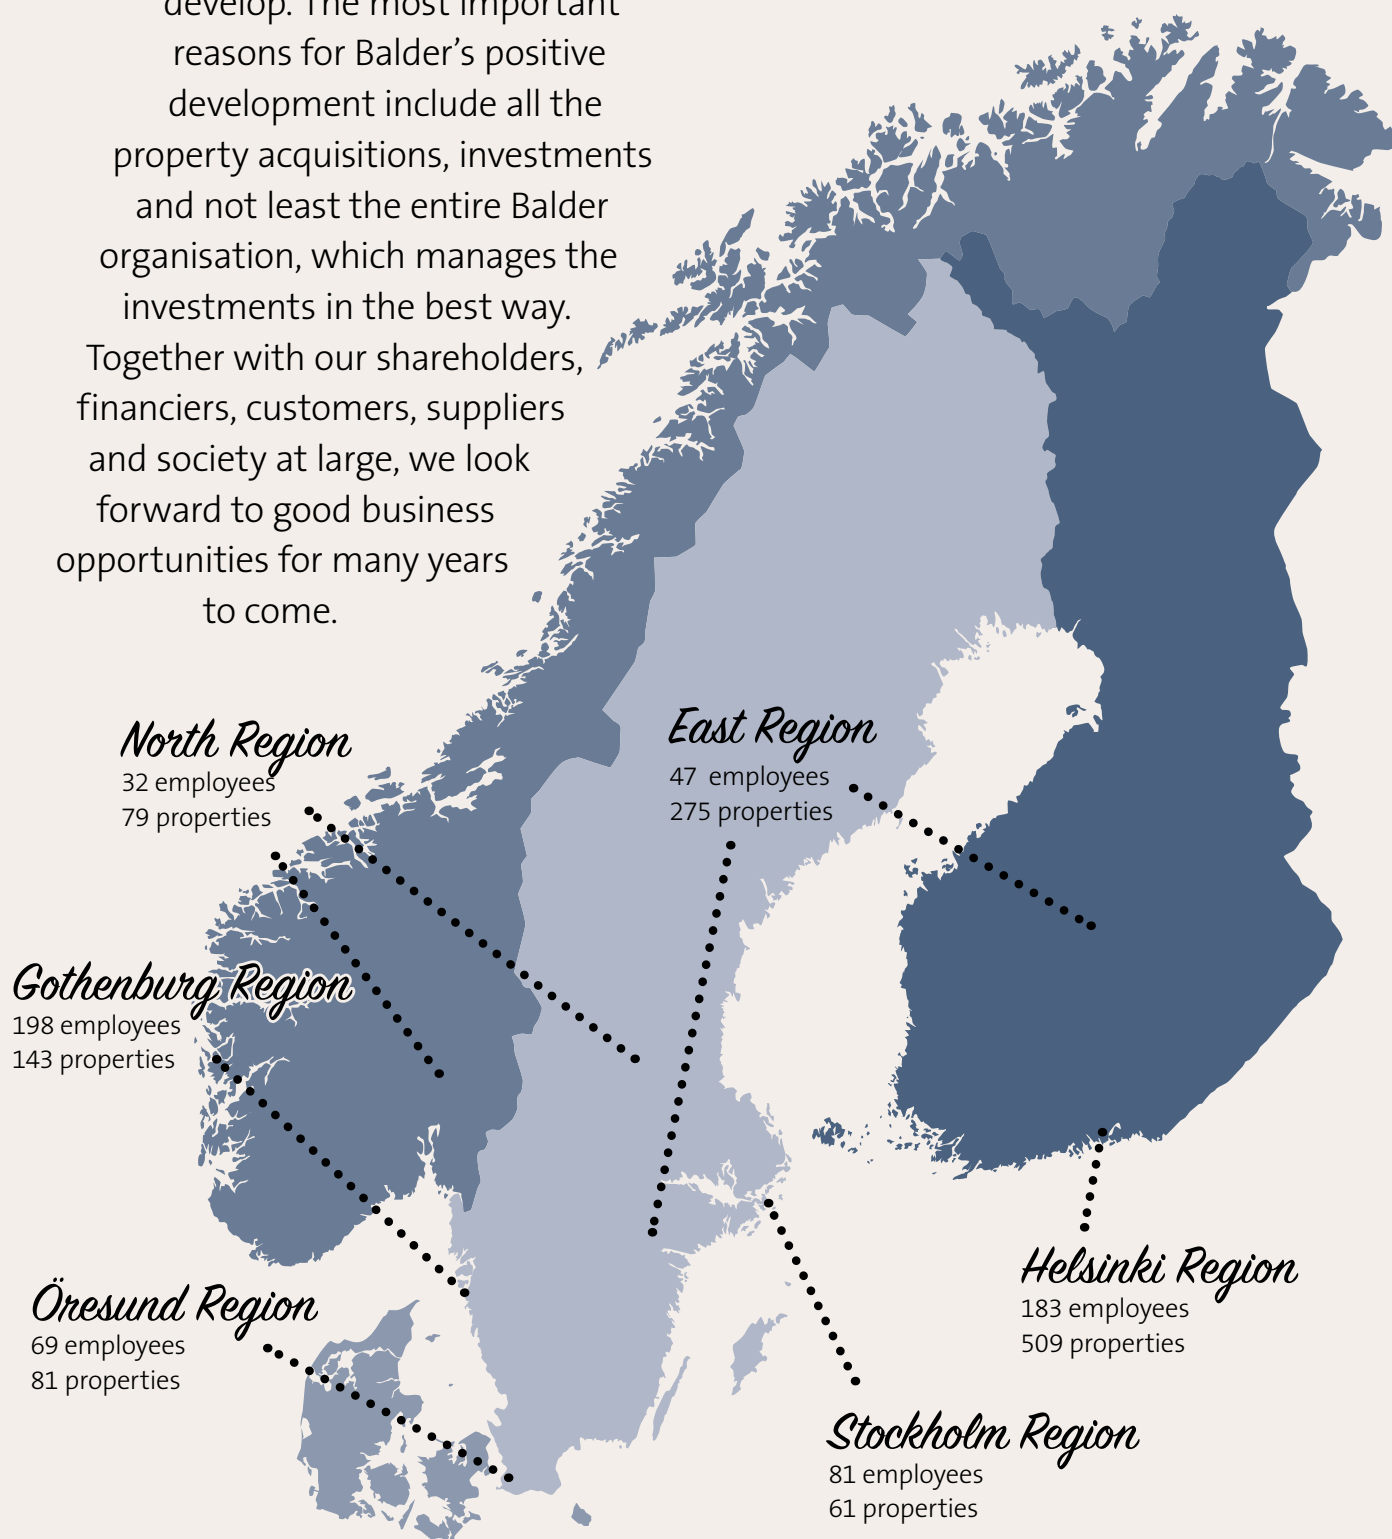 develop. The most important
reasons for Balder’s positive
development include all the
property acquisitions, investments
and not least the entire Balder
organisation, which manages the
investments in the best way.
Together with our shareholders,
financiers, customers, suppliers
and society at large, we look
forward to good business
opportunities for many years
to come.
North Region
32 employees
79 properties
East Region
47 employees
275 properties
Gothenburg Region
198 employees
143 properties
Öresund Region
69 employees
81 properties
Helsinki Region
183 employees
509 properties
Stockholm Region
81 employees
61 properties